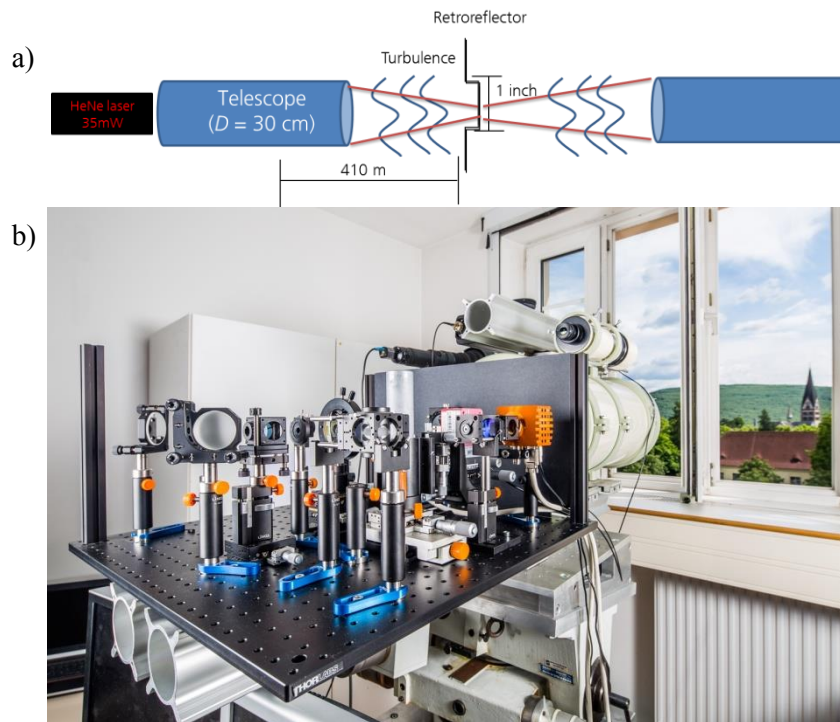 Retroreflector
a)
Turbulence
1 inch
HeNe laser
35mW
Telescope
(D = 30 cm)
410 m
b)
THORLABS